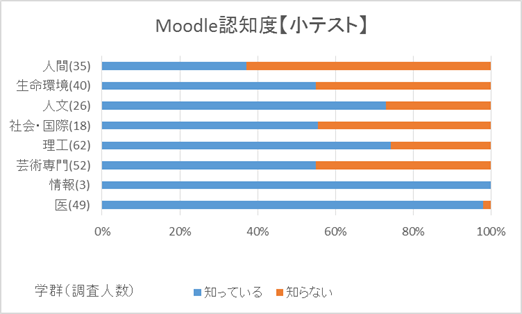 Moodle認知度【小テスト】
人間(35)
生命環境(40)
人文(26)
社会・国際(18)
理工(62)
芸術専門(52)
情報(3)
医(49)
0% 20% 40% 60% 80% 100%
学群(調査人数) 知っている 知らない